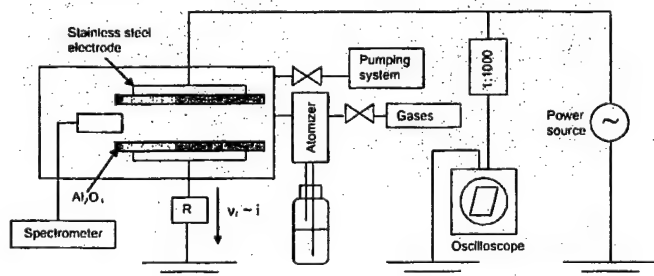 Stainless steel
electrode
Pumping
system
1:1000
Gases
Atomizer
Power
source
~
Al₂O₃
R
vᵣ ~ i
Spectrometer
Oscilloscope